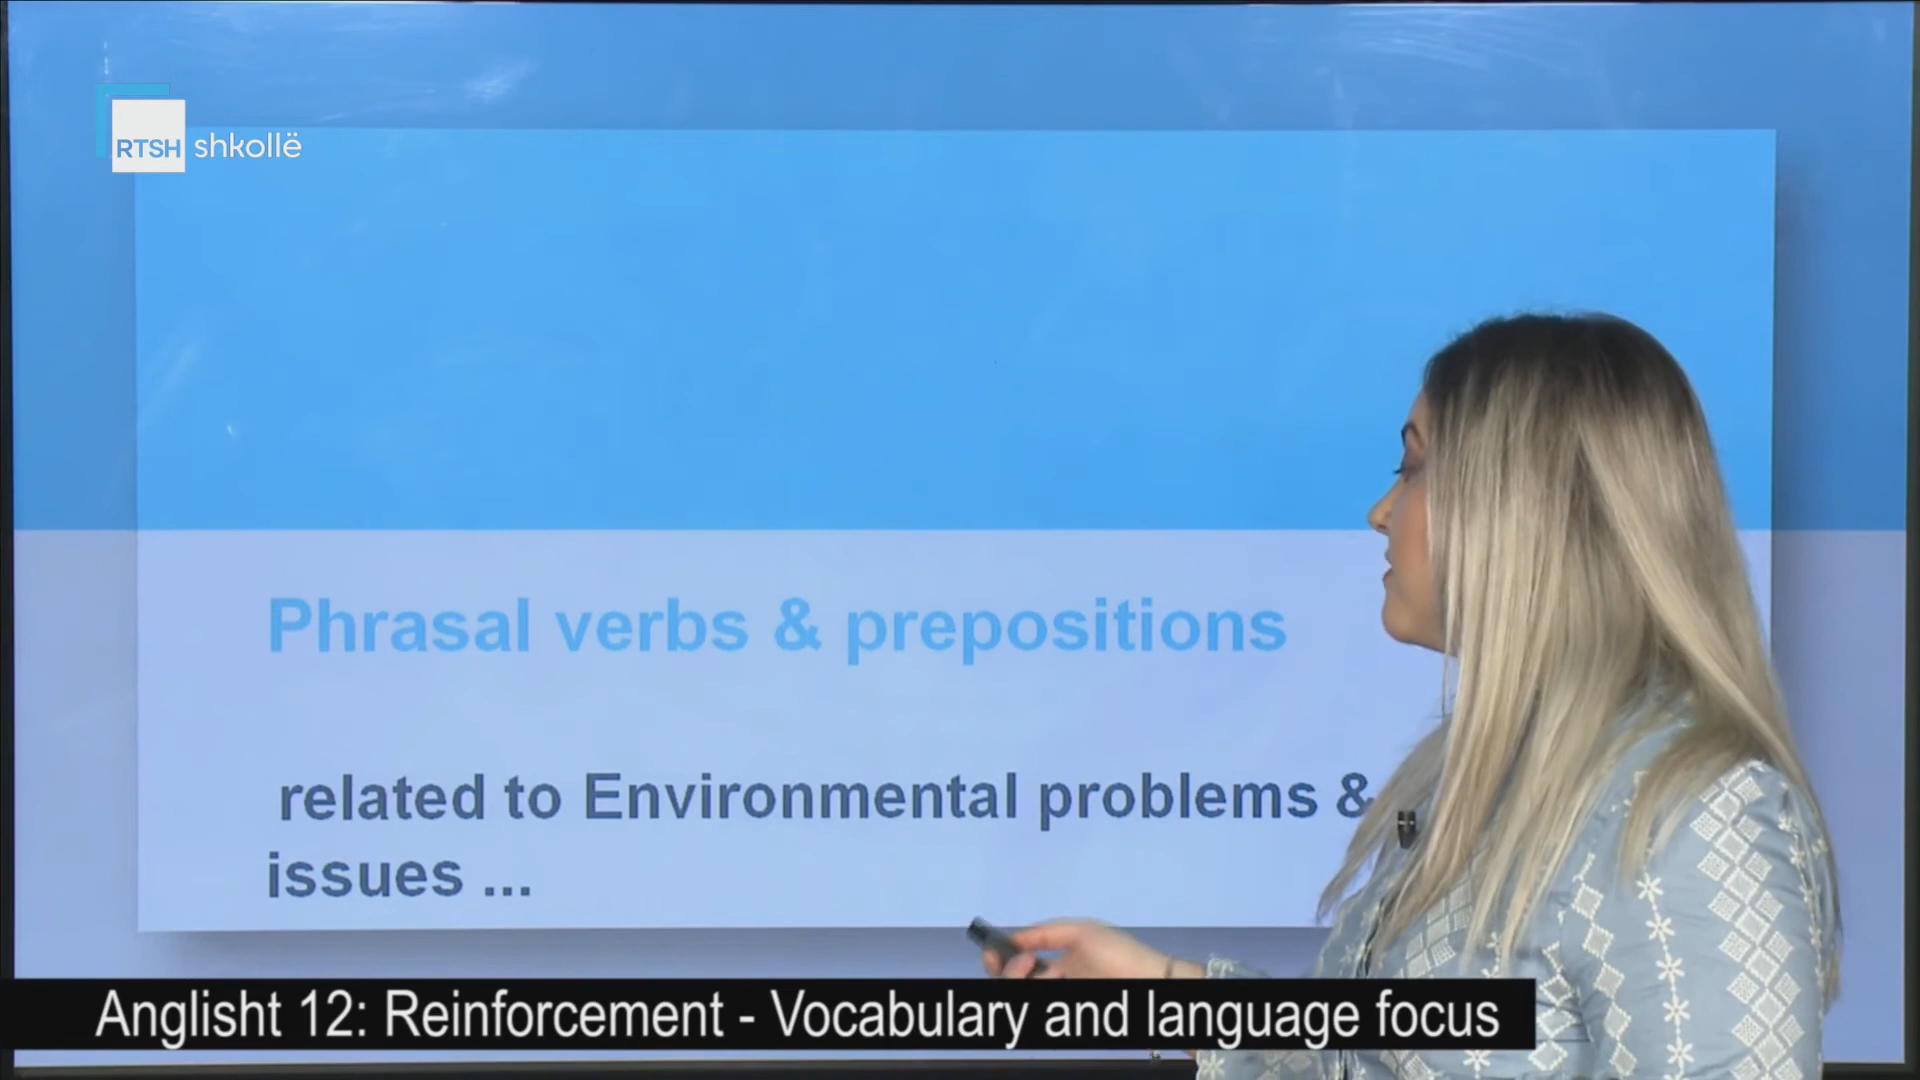 RTSH shkollë
Phrasal verbs & prepositions
related to Environmental problems &
issues ...
Anglisht 12: Reinforcement - Vocabulary and language focus